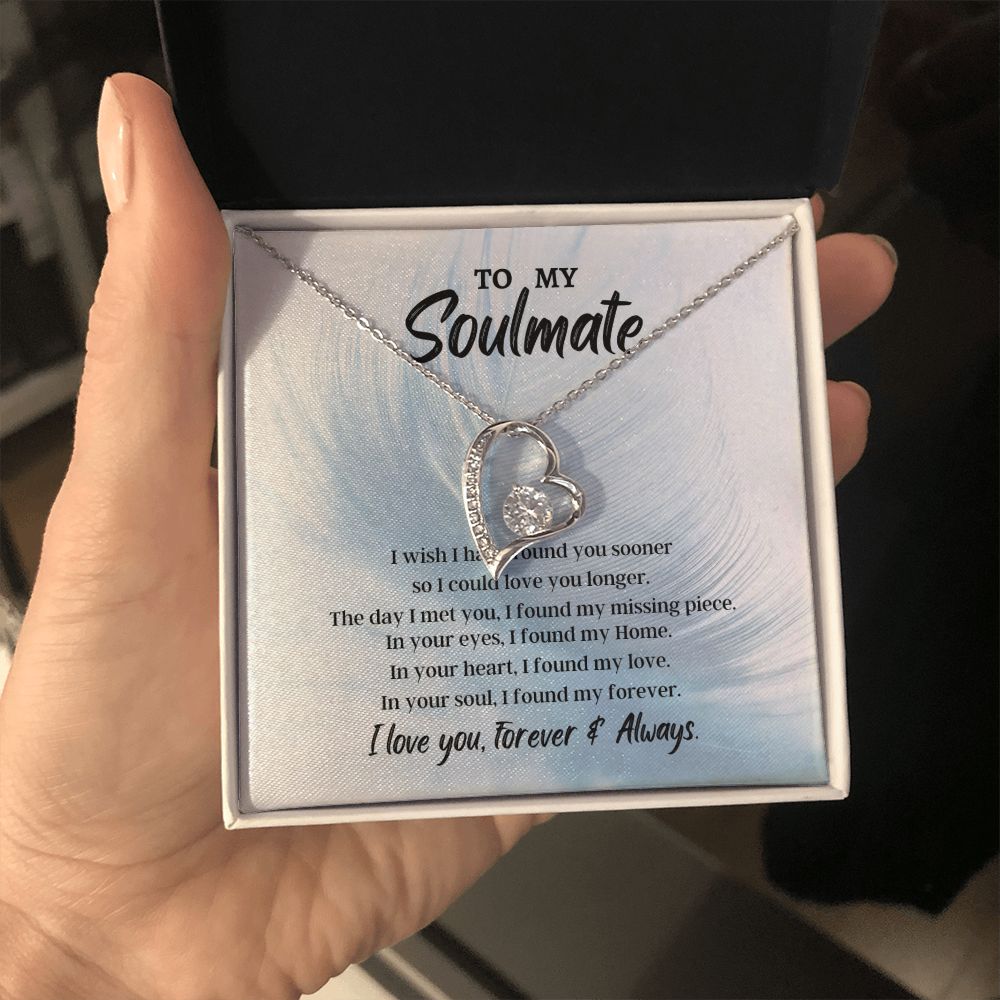 TO MY
Soulmate
I wish I had found you sooner
so I could love you longer.
The day I met you, I found my missing piece.
In your eyes, I found my Home.
In your heart, I found my love.
In your soul, I found my forever.
I love you, Forever & Always.